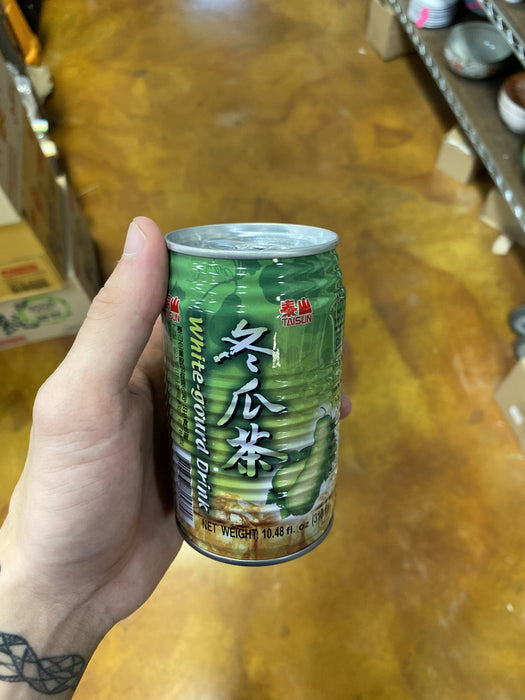 泰山
TAISUN
冬瓜茶
White-gourd Drink
NET WEIGHT: 10.48 fl. oz